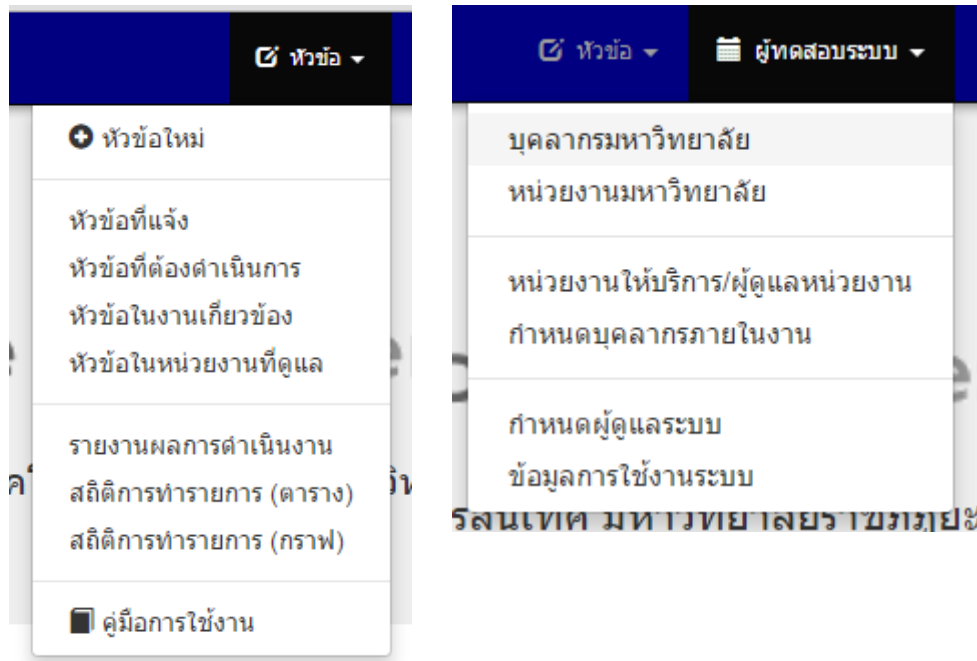 หัวข้อ
หัวข้อใหม่
หัวข้อที่แจ้ง
หัวข้อที่ต้องดำเนินการ
หัวข้อในงานเกี่ยวข้อง
หัวข้อในหน่วยงานที่ดูแล
รายงานผลการดำเนินงาน
สถิติการทำรายการ (ตาราง)
สถิติการทำรายการ (กราฟ)
คู่มือการใช้งาน
หัวข้อ ผู้ทดสอบระบบ
บุคลากรมหาวิทยาลัย
หน่วยงานมหาวิทยาลัย
หน่วยงานให้บริการ/ผู้ดูแลหน่วยงาน
กำหนดบุคลากรภายในงาน
กำหนดผู้ดูแลระบบ
ข้อมูลการใช้งานระบบ